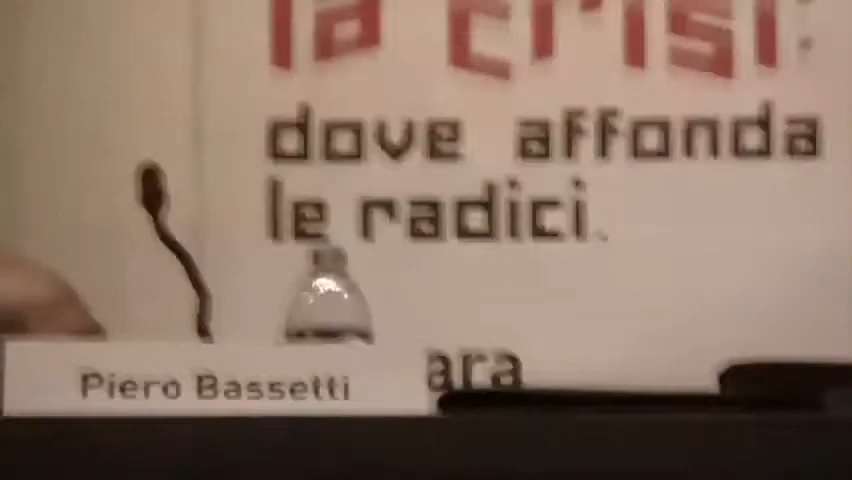 la crisi:
dove affonda
le radici.
ara
Piero Bassetti